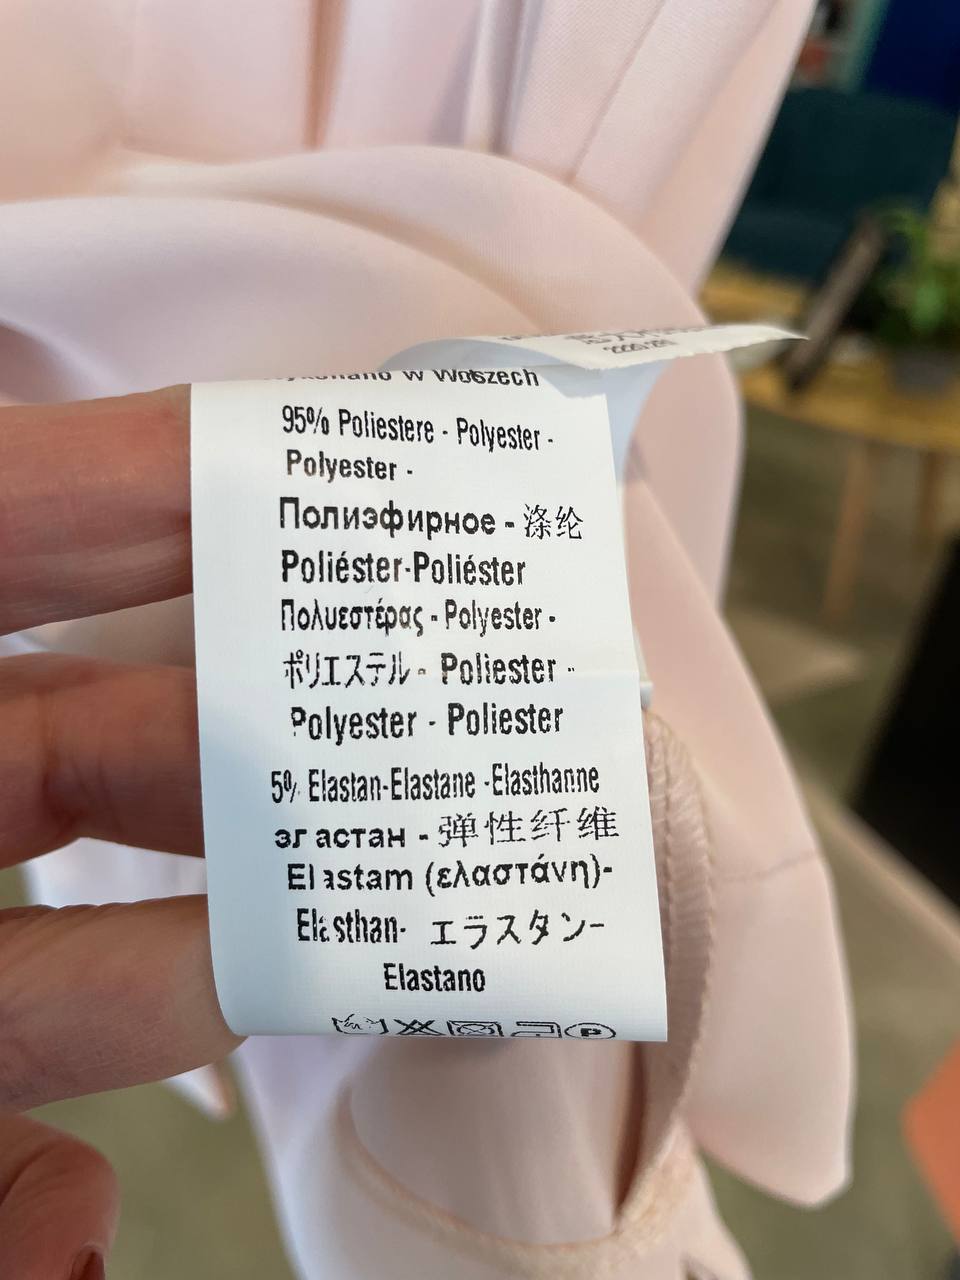 w Woszech
95% Poliestere - Polyester -
Polyester -
Полиэфирное - 涤纶
Poliéster-Poliéster
Πολυεστέρας - Polyester -
ポリエステル - Poliester -
Polyester - Poliester
5% Elastan-Elastane -Elasthanne
эластан - 弹性纤维
Elastam (ελαστάνη)-
Elasthan- エラスタン-
Elastano
P